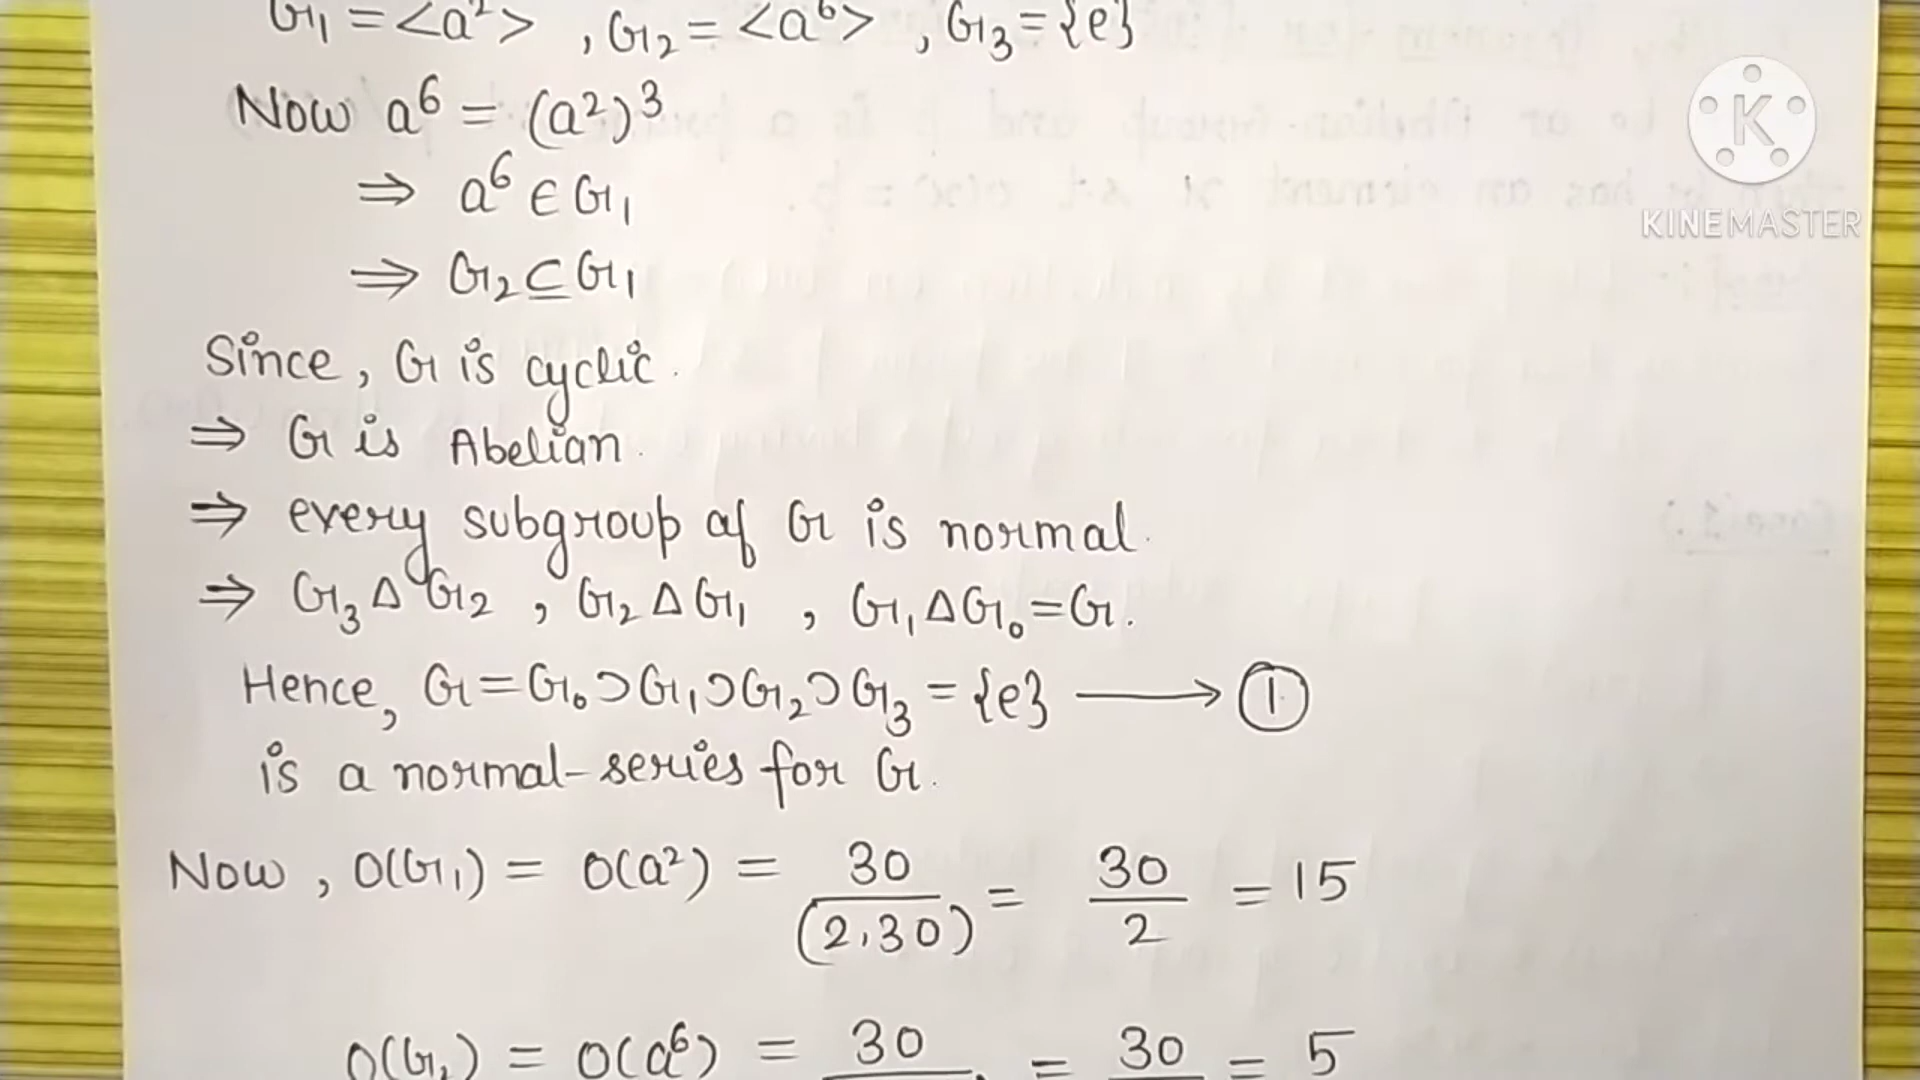 G₁ = <a²> , G₂ = <a⁶> , G₃ = {e}
Now a⁶ = (a²)³
⇒ a⁶ ∈ G₁
⇒ G₂ ⊆ G₁
Since, G is cyclic.
⇒ G is Abelian.
⇒ every subgroup of G is normal.
⇒ G₃ Δ G₂ , G₂ Δ G₁ , G₁ Δ G₀ = G.
Hence, G = G₀ ⊃ G₁ ⊃ G₂ ⊃ G₃ = {e} ⟶ ①
is a normal-series for G.
Now , O(G₁) = O(a²) = 30/(2,30) = 30/2 = 15
O(G₂) = O(a⁶) = 30 = 30 = 5
K
KINEMASTER